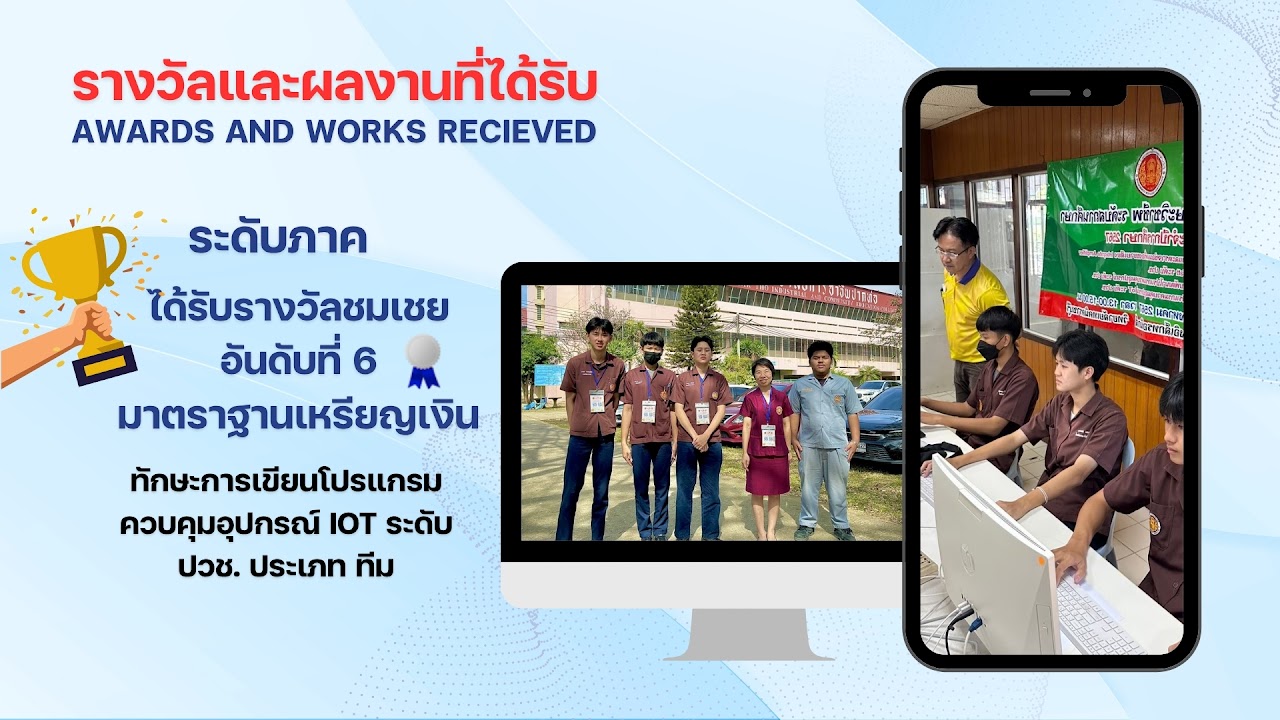 รางวัลและผลงานที่ได้รับ
AWARDS AND WORKS RECIEVED
ระดับภาค
ได้รับรางวัลชมเชย
อันดับที่ 6
มาตราฐานเหรียญเงิน
ทักษะการเขียนโปรแกรม
ควบคุมอุปกรณ์ IOT ระดับ
ปวช. ประเภท ทีม